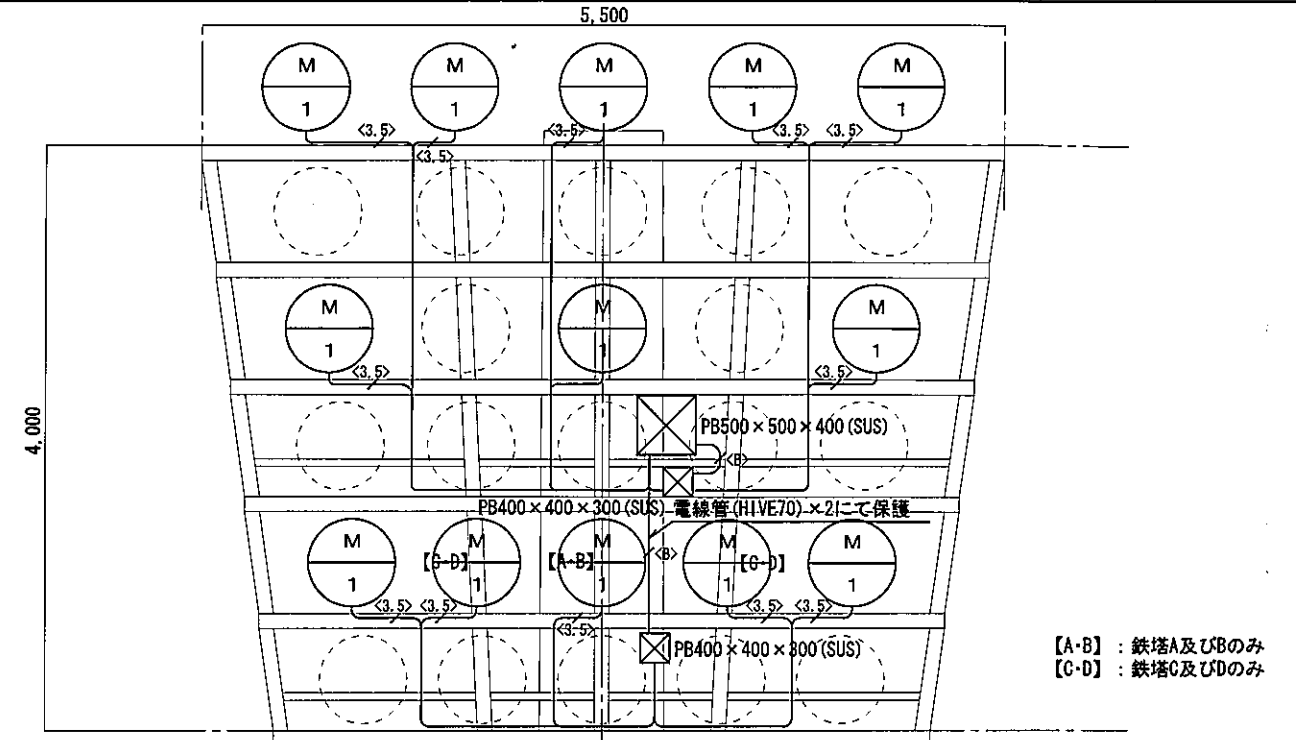 5,500
M M M M M
1 1 1 1 1
<3.5> <3.5> <3.5> <3.5>
<3.5>
4,000
M M M
1 1 1
<3.5> <3.5>
PB500×500×400(SUS)
<B>
PB400×400×300(SUS) 電線管(HIVE70)×2にて保護
M M M M M
【C・D】 【A・B】 <B> 【C・D】
1 1 1 1 1
<3.5> <3.5> <3.5> <3.5>
<3.5>
PB400×400×300(SUS)
【A・B】:鉄塔A及びBのみ
【C・D】:鉄塔C及びDのみ